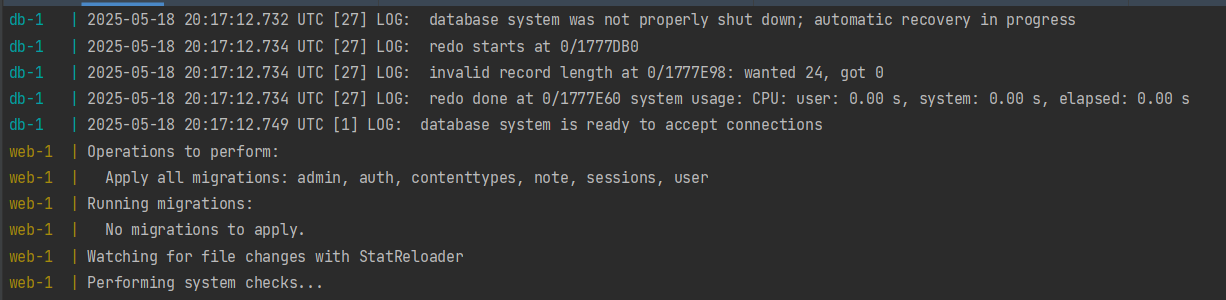 db-1   | 2025-05-18 20:17:12.732 UTC [27] LOG:  database system was not properly shut down; automatic recovery in progress
db-1   | 2025-05-18 20:17:12.734 UTC [27] LOG:  redo starts at 0/1777DB0
db-1   | 2025-05-18 20:17:12.734 UTC [27] LOG:  invalid record length at 0/1777E98: wanted 24, got 0
db-1   | 2025-05-18 20:17:12.734 UTC [27] LOG:  redo done at 0/1777E60 system usage: CPU: user: 0.00 s, system: 0.00 s, elapsed: 0.00 s
db-1   | 2025-05-18 20:17:12.749 UTC [1] LOG:  database system is ready to accept connections
web-1  | Operations to perform:
web-1  |   Apply all migrations: admin, auth, contenttypes, note, sessions, user
web-1  | Running migrations:
web-1  |   No migrations to apply.
web-1  | Watching for file changes with StatReloader
web-1  | Performing system checks...